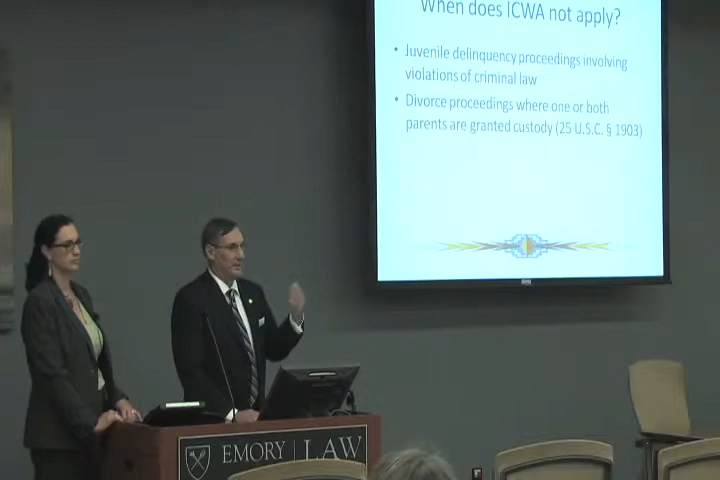 When does ICWA not apply?
• Juvenile delinquency proceedings involving
violations of criminal law
• Divorce proceedings where one or both
parents are granted custody (25 U.S.C. § 1903)
EMORY | LAW